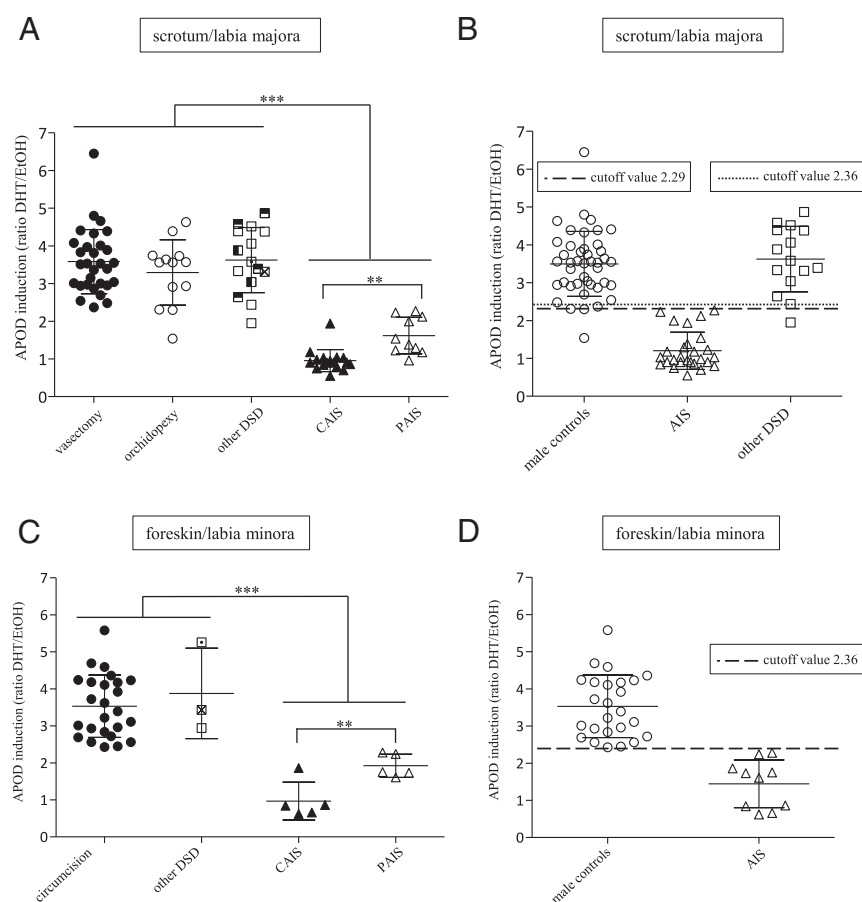 A
scrotum/labia majora
***
**
APOD induction (ratio DHT/EtOH)
7
6
5
4
3
2
1
0
vasectomy
orchidopexy
other DSD
CAIS
PAIS
B
scrotum/labia majora
APOD induction (ratio DHT/EtOH)
7
6
5
4
3
2
1
0
cutoff value 2.29
cutoff value 2.36
male controls
AIS
other DSD
C
foreskin/labia minora
***
**
APOD induction (ratio DHT/EtOH)
7
6
5
4
3
2
1
0
circumcision
other DSD
CAIS
PAIS
D
foreskin/labia minora
APOD induction (ratio DHT/EtOH)
7
6
5
4
3
2
1
0
cutoff value 2.36
male controls
AIS